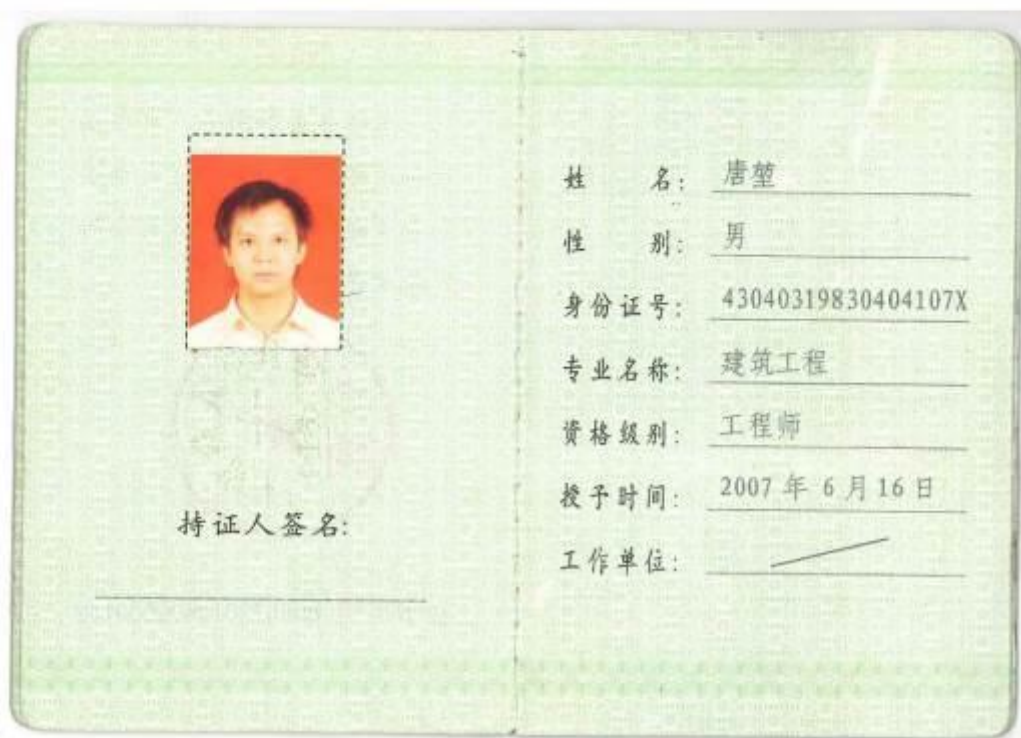 持证人签名:
姓 名: 唐堃
性 别: 男
身份证号: 43040319830404107X
专业名称: 建筑工程
资格级别: 工程师
授予时间: 2007 年 6 月 16 日
工作单位: